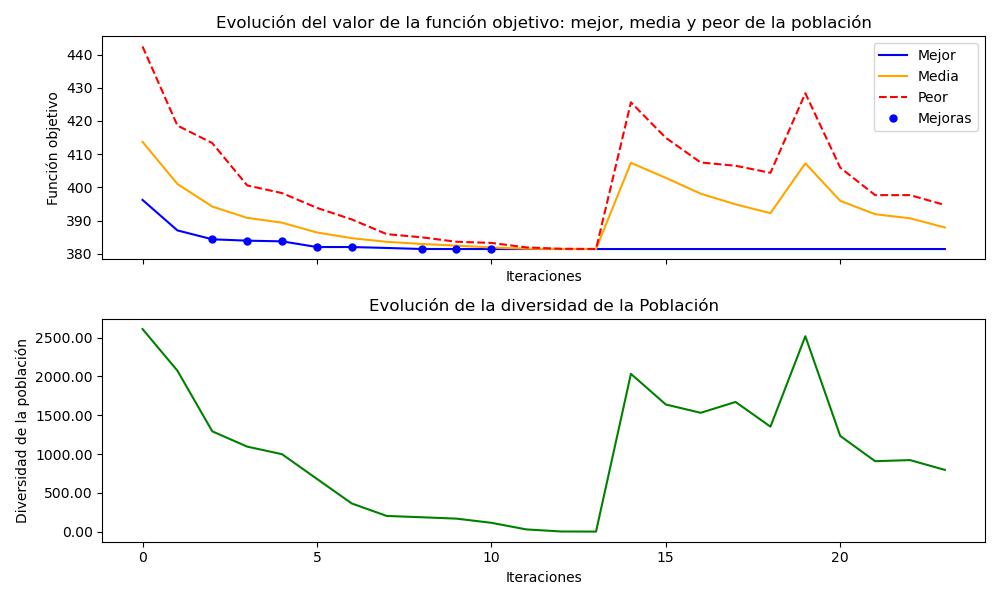 Evolución del valor de la función objetivo: mejor, media y peor de la población
Función objetivo
440
430
420
410
400
390
380
Mejor
Media
Peor
Mejoras
Iteraciones
Evolución de la diversidad de la Población
Diversidad de la población
2500.00
2000.00
1500.00
1000.00
500.00
0.00
0 5 10 15 20
Iteraciones